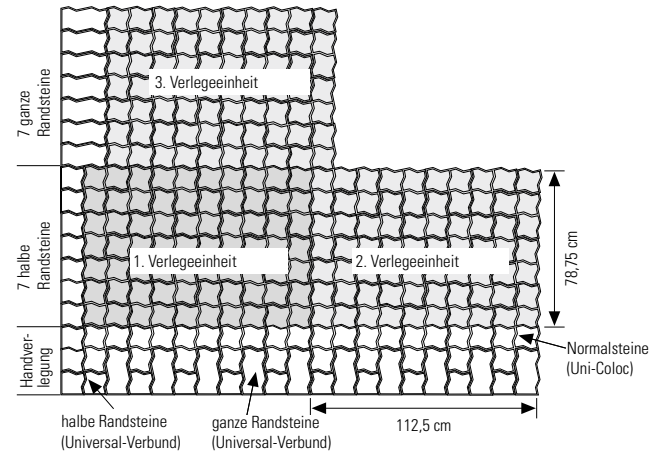 3. Verlegeeinheit
7 ganze
Randsteine
1. Verlegeeinheit
2. Verlegeeinheit
7 halbe
Randsteine
78,75 cm
Handver-
legung
Normalsteine
(Uni-Coloc)
halbe Randsteine
(Universal-Verbund)
ganze Randsteine
(Universal-Verbund)
112,5 cm